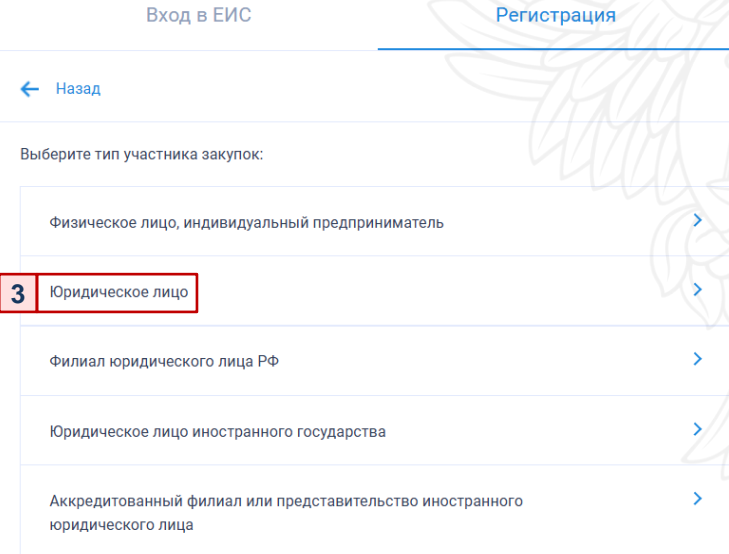 Вход в ЕИС
Регистрация
Назад
Выберите тип участника закупок:
Физическое лицо, индивидуальный предприниматель
3 Юридическое лицо
Филиал юридического лица РФ
Юридическое лицо иностранного государства
Аккредитованный филиал или представительство иностранного
юридического лица